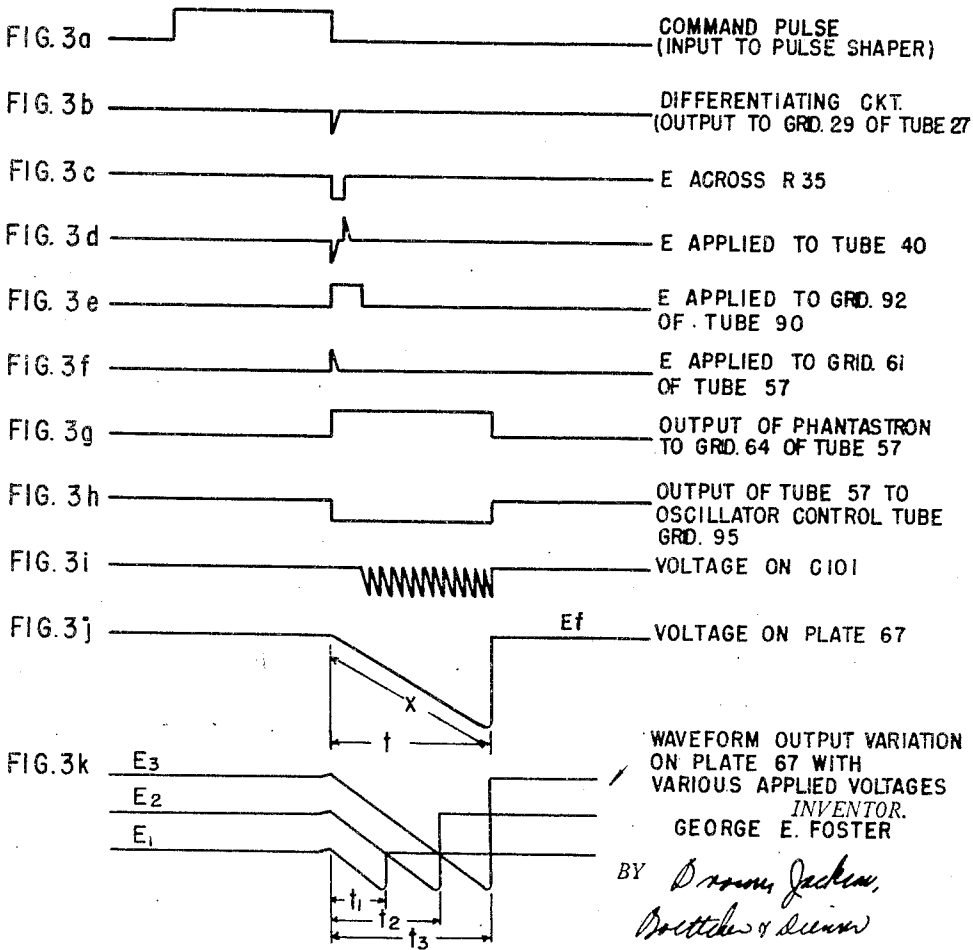 FIG. 3a
COMMAND PULSE
(INPUT TO PULSE SHAPER)
FIG. 3b
DIFFERENTIATING CKT.
(OUTPUT TO GRD. 29 OF TUBE 27
FIG. 3c
E ACROSS R 35
FIG. 3d
E APPLIED TO TUBE 40
FIG. 3e
E APPLIED TO GRD. 92
OF TUBE 90
FIG. 3f
E APPLIED TO GRID. 61
OF TUBE 57
FIG. 3g
OUTPUT OF PHANTASTRON
TO GRD. 64 OF TUBE 57
FIG. 3h
OUTPUT OF TUBE 57 TO
OSCILLATOR CONTROL TUBE
GRD. 95
FIG. 3i
VOLTAGE ON C101
FIG. 3j
Ef
VOLTAGE ON PLATE 67
X
t
FIG. 3k
E3
E2
E1
t1
t2
t3
WAVEFORM OUTPUT VARIATION
ON PLATE 67 WITH
VARIOUS APPLIED VOLTAGES
INVENTOR.
GEORGE E. FOSTER
BY Brown, Jackson,
Boettcher & Dienner